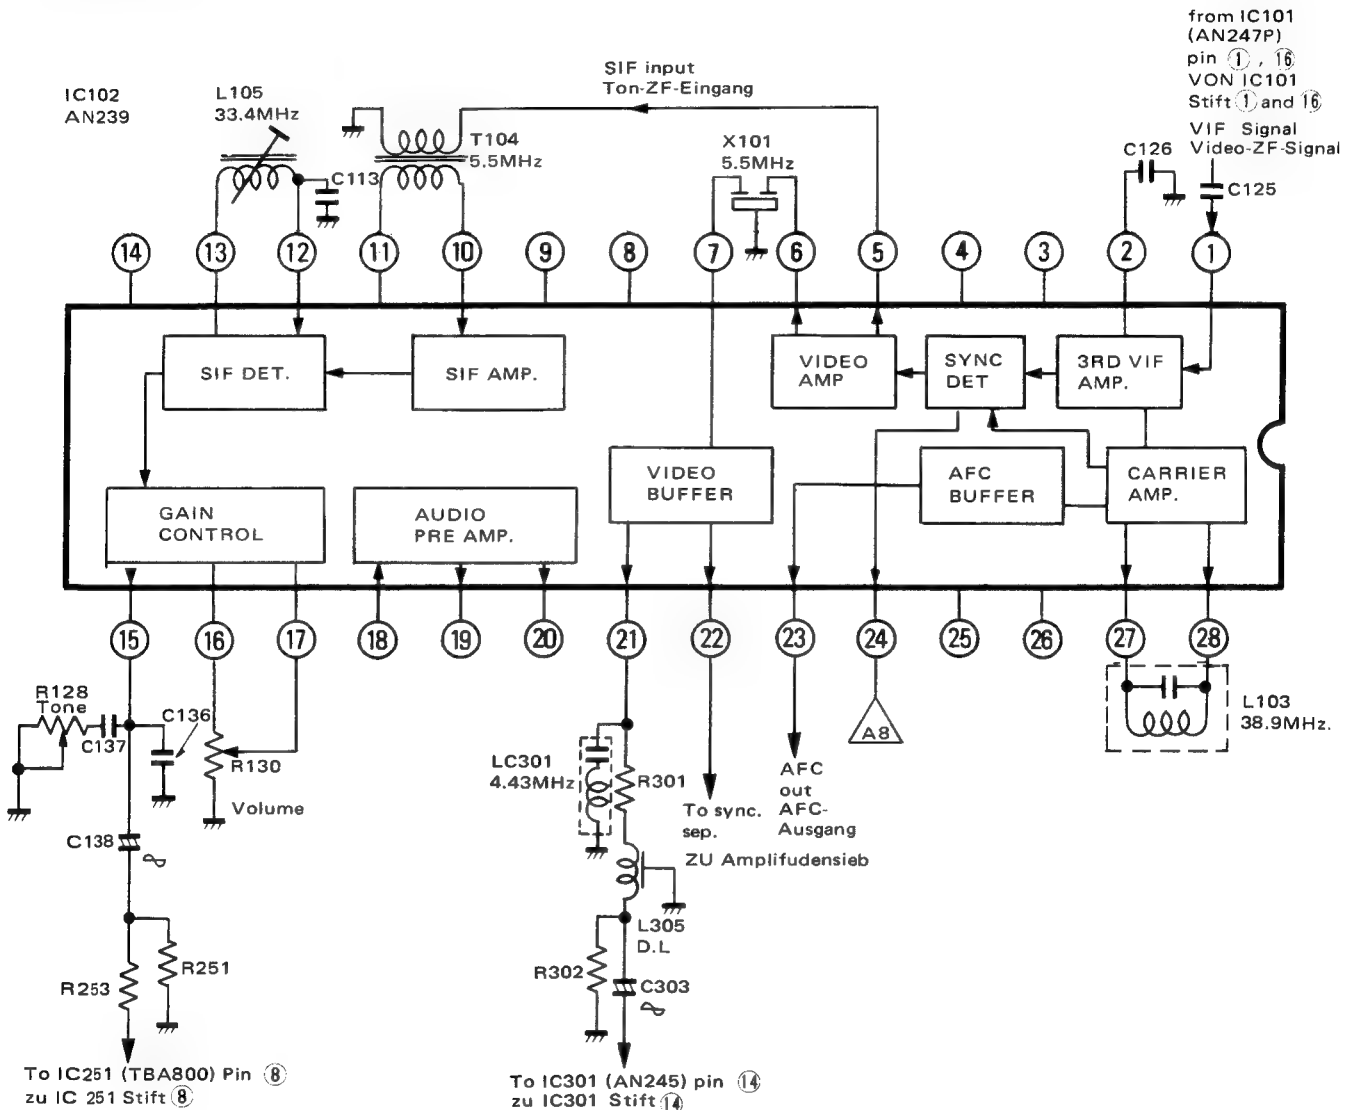 from IC101
(AN247P)
pin ① , ⑯
VON IC101
Stift ① and ⑯
VIF Signal
Video-ZF-Signal
IC102
AN239
L105
33.4MHz
SIF input
Ton-ZF-Eingang
T104
5.5MHz
X101
5.5MHz
C126
C125
C113
14
13
12
11
10
9
8
7
6
5
4
3
2
1
SIF DET.
SIF AMP.
VIDEO
AMP
SYNC
DET
3RD VIF
AMP.
GAIN
CONTROL
AUDIO
PRE AMP.
VIDEO
BUFFER
AFC
BUFFER
CARRIER
AMP.
15
16
17
18
19
20
21
22
23
24
25
26
27
28
R128
Tone
C137
C136
R130
Volume
C138
R251
R253
To IC251 (TBA800) Pin ⑧
zu IC 251 Stift ⑧
LC301
4.43MHz
R301
L305
D.L
R302
C303
To IC301 (AN245) pin ⑭
zu IC301 Stift ⑭
To sync.
sep.
ZU Amplifudensieb
AFC
out
AFC-
Ausgang
A8
L103
38.9MHz.